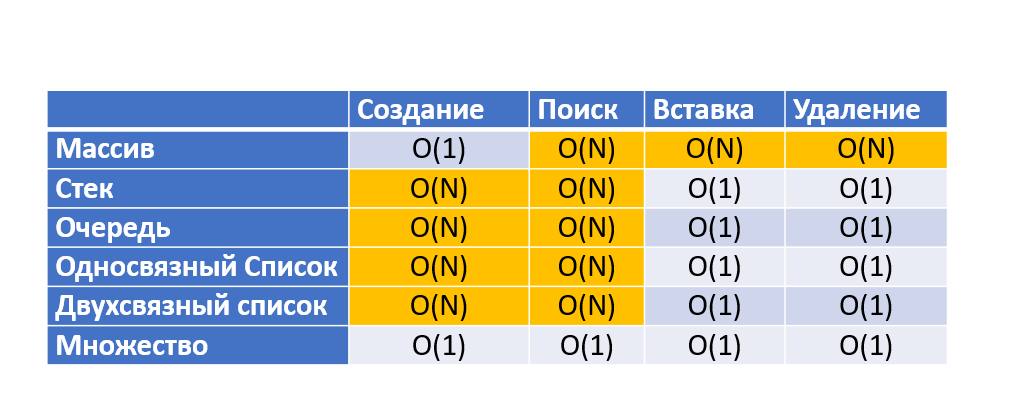 Создание Поиск Вставка Удаление
Массив O(1) O(N) O(N) O(N)
Стек O(N) O(N) O(1) O(1)
Очередь O(N) O(N) O(1) O(1)
Односвязный Список O(N) O(N) O(1) O(1)
Двухсвязный список O(N) O(N) O(1) O(1)
Множество O(1) O(1) O(1) O(1)